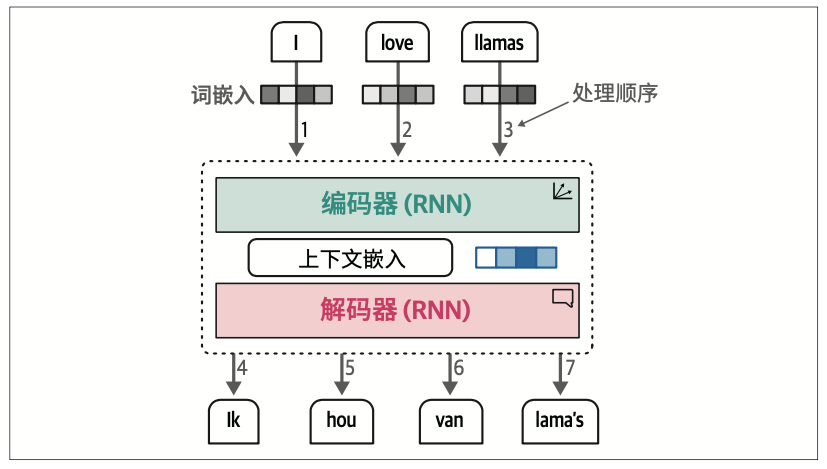 I love llamas
词嵌入
1 2 3 处理顺序
编码器 (RNN)
上下文嵌入
解码器 (RNN)
4 5 6 7
Ik hou van lama's